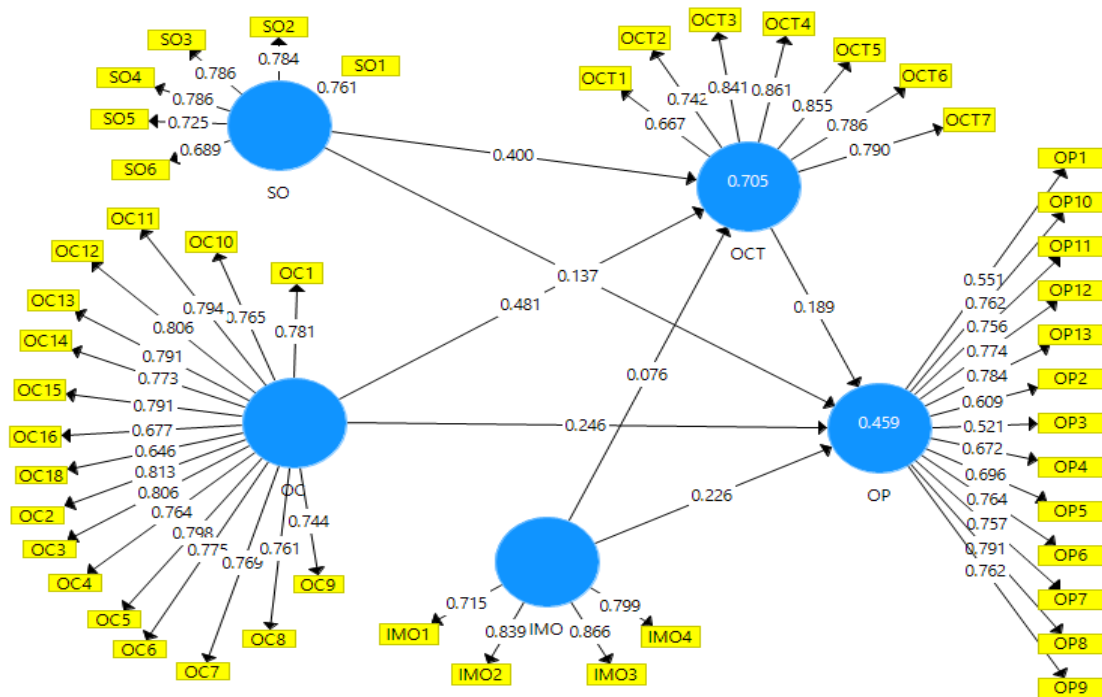 SO2
SO3
SO1
SO4
SO5
SO6
0.784
0.786
0.761
0.786
0.725
0.689
SO
OCT3
OCT4
OCT2
OCT5
OCT1
OCT6
OCT7
0.841
0.861
0.742
0.855
0.667
0.786
0.790
0.705
OCT
0.400
0.137
0.481
0.189
0.076
0.246
0.226
OC11
OC10
OC12
OC1
OC13
OC14
OC15
OC16
OC18
OC2
OC3
OC4
OC5
OC6
OC7
OC8
OC9
0.794
0.765
0.781
0.806
0.791
0.773
0.791
0.677
0.646
0.813
0.806
0.764
0.798
0.775
0.769
0.761
0.744
OC
IMO1
IMO2
IMO3
IMO4
0.715
0.839
0.866
0.799
IMO
OP1
OP10
OP11
OP12
OP13
OP2
OP3
OP4
OP5
OP6
OP7
OP8
OP9
0.551
0.762
0.756
0.774
0.784
0.609
0.521
0.672
0.696
0.764
0.757
0.791
0.762
0.459
OP